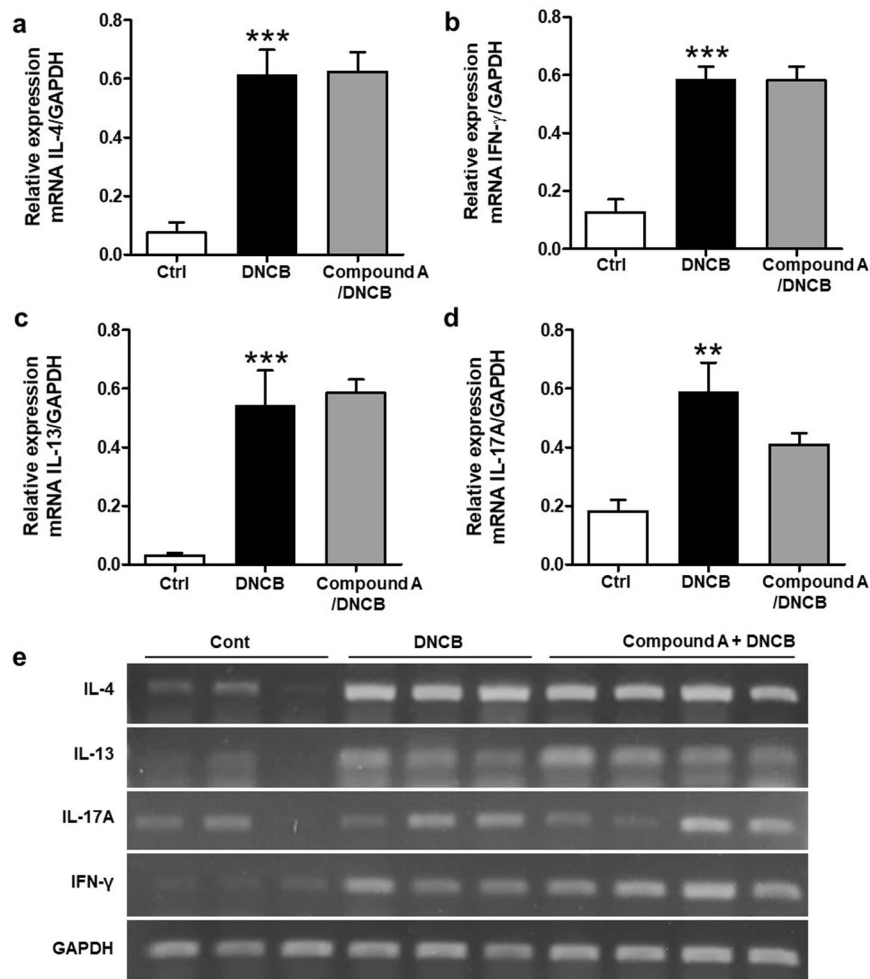 a
Relative expression
mRNA IL-4/GAPDH
0.8
0.6
0.4
0.2
0.0
***
Ctrl
DNCB
Compound A
/DNCB
b
Relative expression
mRNA IFN-γ/GAPDH
0.8
0.6
0.4
0.2
0.0
***
Ctrl
DNCB
Compound A
/DNCB
c
Relative expression
mRNA IL-13/GAPDH
0.8
0.6
0.4
0.2
0.0
***
Ctrl
DNCB
Compound A
/DNCB
d
Relative expression
mRNA IL-17A/GAPDH
0.8
0.6
0.4
0.2
0.0
**
Ctrl
DNCB
Compound A
/DNCB
e
Cont
DNCB
Compound A + DNCB
IL-4
IL-13
IL-17A
IFN-γ
GAPDH